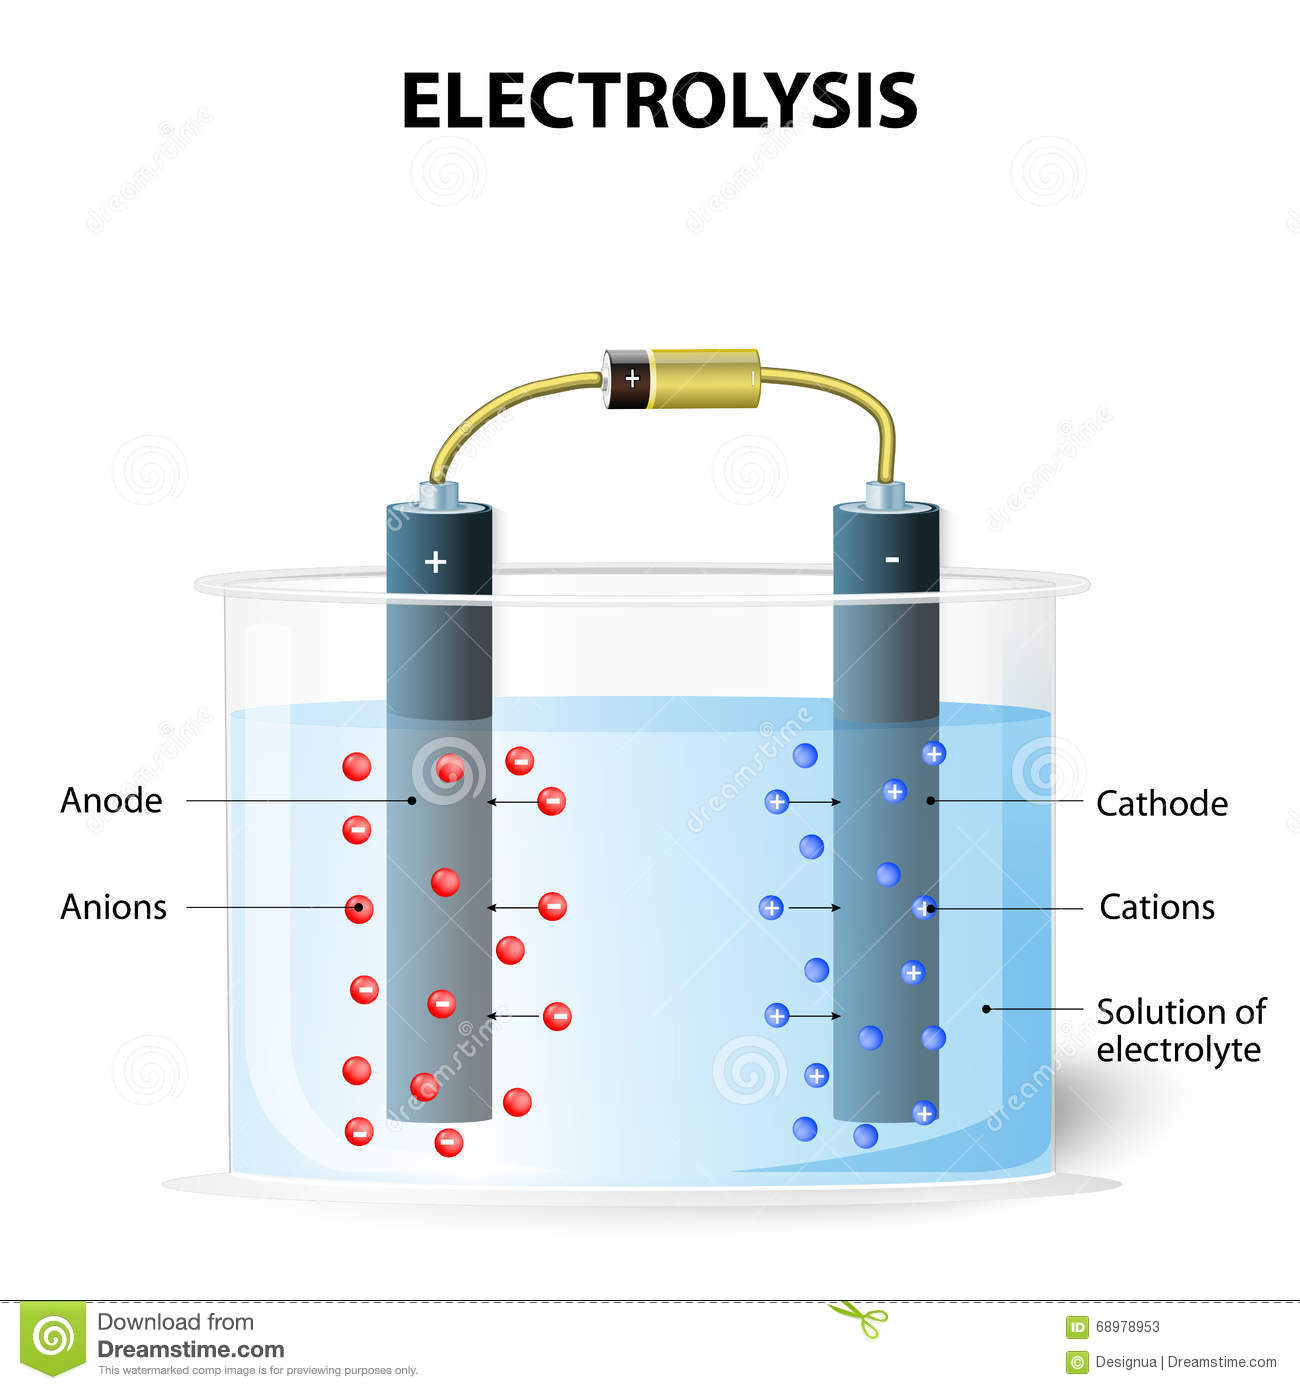 ELECTROLYSIS
+
+ -
Anode
Cathode
Anions
Cations
Solution of
electrolyte
dreamstime
Download from
Dreamstime.com
This watermarked comp image is for previewing purposes only.
ID 68978953
© Designua | Dreamstime.com